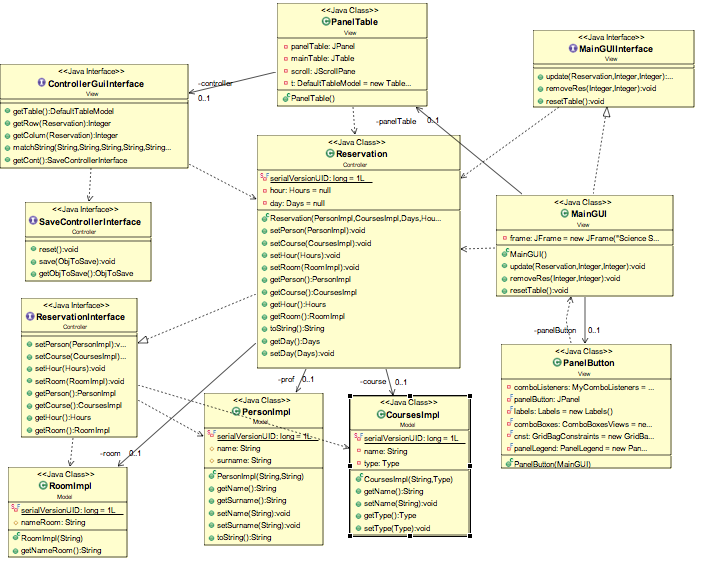 <<Java Class>>
PanelTable
View
panelTable: JPanel
mainTable: JTable
scroll: JScrollPane
t: DefaultTableModel = new Table...
PanelTable()
<<Java Interface>>
MainGUIInterface
View
update(Reservation,Integer,Integer):...
removeRes(Integer,Integer):void
resetTable():void
<<Java Interface>>
ControllerGuiInterface
View
getTable():DefaultTableModel
getRow(Reservation):Integer
getColum(Reservation):Integer
matchString(String,String,String,String...
getCont():SaveControllerInterface
-controller
0..1
-panelTable
0..1
<<Java Class>>
Reservation
Controller
serialVersionUID: long = 1L
hour: Hours = null
day: Days = null
Reservation(PersonImpl,CoursesImpl,Days,Hou...
setPerson(PersonImpl):void
setCourse(CoursesImpl):void
setHour(Hours):void
setRoom(RoomImpl):void
getPerson():PersonImpl
getCourse():CoursesImpl
getHour():Hours
getRoom():RoomImpl
toString():String
getDay():Days
setDay(Days):void
<<Java Interface>>
SaveControllerInterface
Controller
reset():void
save(ObjToSave):void
getObjToSave():ObjToSave
<<Java Class>>
MainGUI
View
frame: JFrame = new JFrame("Science S...
MainGUI()
update(Reservation,Integer,Integer):void
removeRes(Integer,Integer):void
resetTable():void
<<Java Interface>>
ReservationInterface
Controller
setPerson(PersonImpl):v...
setCourse(CoursesImpl)...
setHour(Hours):void
setRoom(RoomImpl):void
getPerson():PersonImpl
getCourse():CoursesImpl
getHour():Hours
getRoom():RoomImpl
-panelButton
0..1
<<Java Class>>
PanelButton
View
comboListeners: MyComboListeners = ...
panelButton: JPanel
labels: Labels = new Labels()
comboBoxes: ComboBoxesViews = ne...
cnst: GridBagConstraints = new GridBa...
panelLegend: PanelLegend = new Pan...
PanelButton(MainGUI)
-prof
0..1
-course
0..1
-room
0..1
<<Java Class>>
PersonImpl
Model
serialVersionUID: long = 1L
name: String
surname: String
PersonImpl(String,String)
getName():String
getSurname():String
setName(String):void
setSurname(String):void
toString():String
<<Java Class>>
CoursesImpl
Model
serialVersionUID: long = 1L
name: String
type: Type
CoursesImpl(String,Type)
getName():String
setName(String):void
getType():Type
setType(Type):void
<<Java Class>>
RoomImpl
Model
serialVersionUID: long = 1L
nameRoom: String
RoomImpl(String)
getNameRoom():String